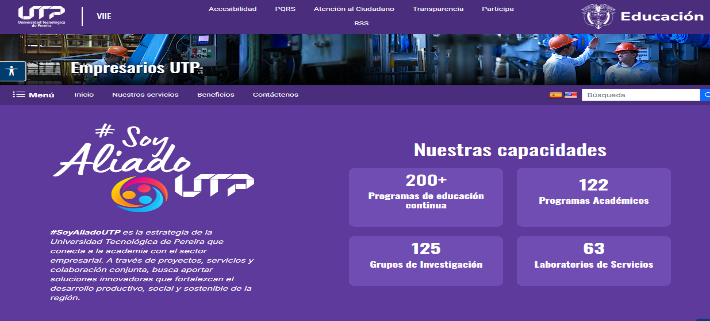 UTP
Universidad Tecnológica
de Pereira
VIIE
Accesibilidad PQRS Atención al Ciudadano Transparencia Participa
RSS
Educación
Empresarios UTP
Menú Inicio Nuestros servicios Beneficios Contáctenos
Búsqueda
#Soy
Aliado
UTP
#SoyAliadoUTP es la estrategia de la
Universidad Tecnológica de Pereira que
conecta a la academia con el sector
empresarial. A través de proyectos, servicios y
colaboración conjunta, busca aportar
soluciones innovadoras que fortalezcan el
desarrollo productivo, social y sostenible de la
región.
Nuestras capacidades
200+
Programas de educación
continua
122
Programas Académicos
125
Grupos de Investigación
63
Laboratorios de Servicios